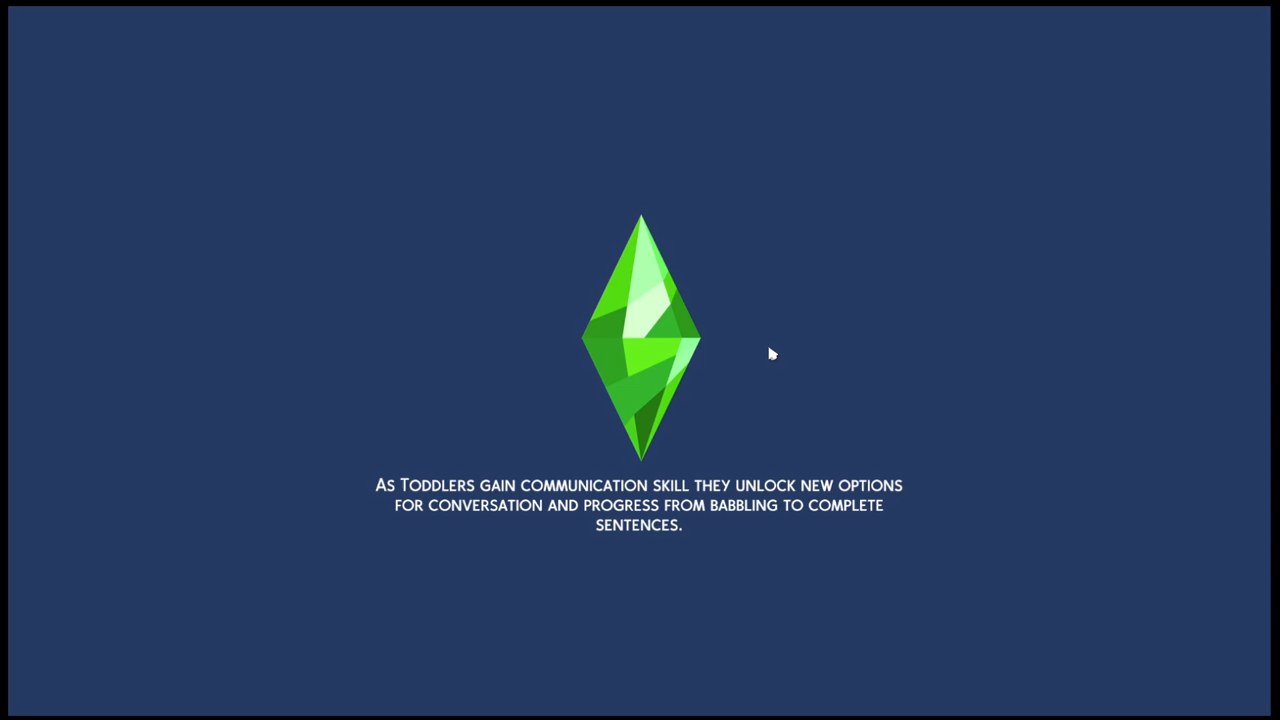 As Toddlers gain communication skill they unlock new options
for conversation and progress from babbling to complete
sentences.